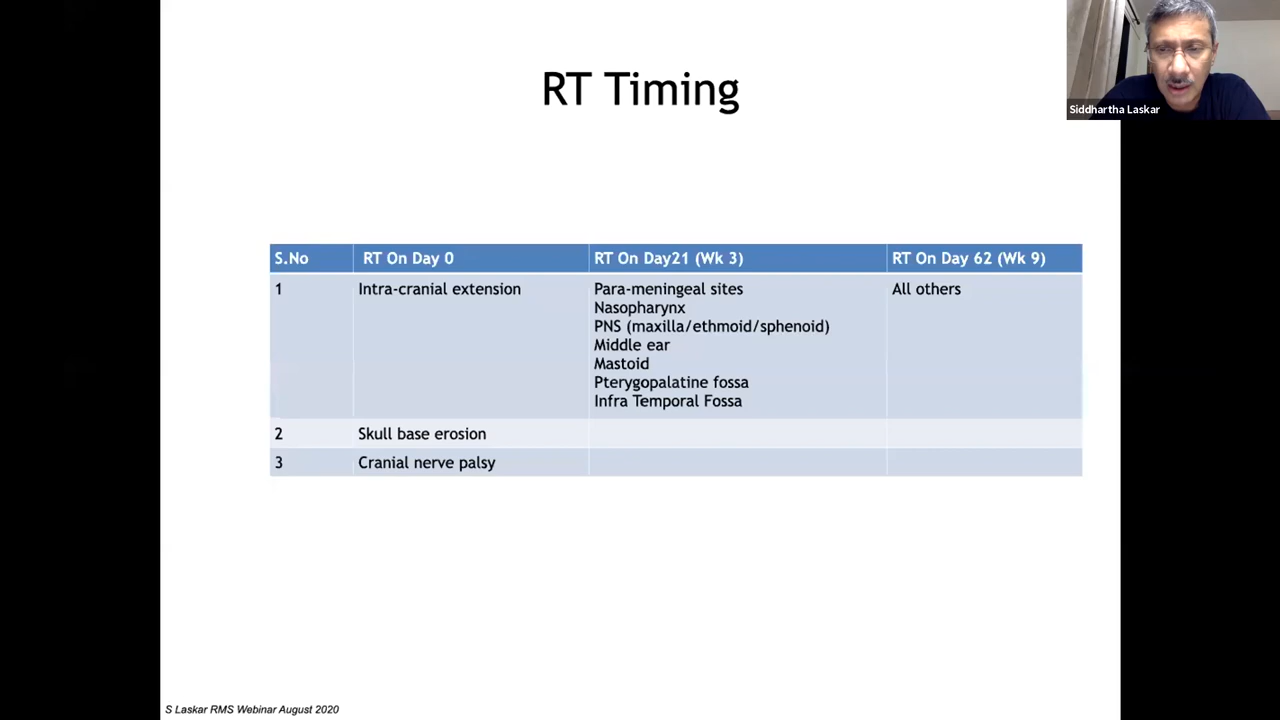 RT Timing
Siddhartha Laskar
S.No RT On Day 0 RT On Day21 (Wk 3) RT On Day 62 (Wk 9)
1 Intra-cranial extension Para-meningeal sites All others
Nasopharynx
PNS (maxilla/ethmoid/sphenoid)
Middle ear
Mastoid
Pterygopalatine fossa
Infra Temporal Fossa
2 Skull base erosion
3 Cranial nerve palsy
S Laskar RMS Webinar August 2020